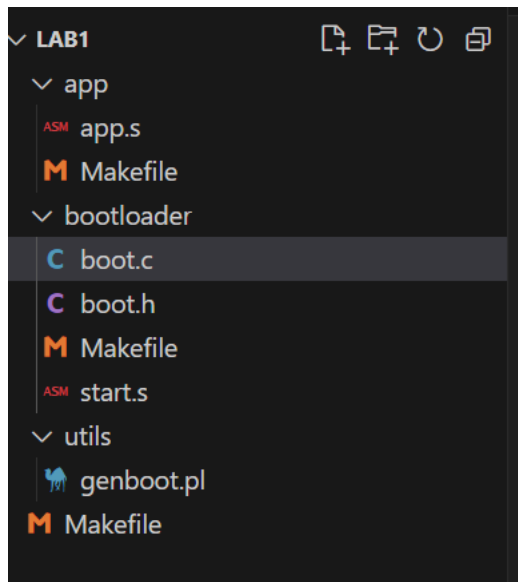 LAB1
app
ASM app.s
M Makefile
bootloader
C boot.c
C boot.h
M Makefile
ASM start.s
utils
genboot.pl
M Makefile